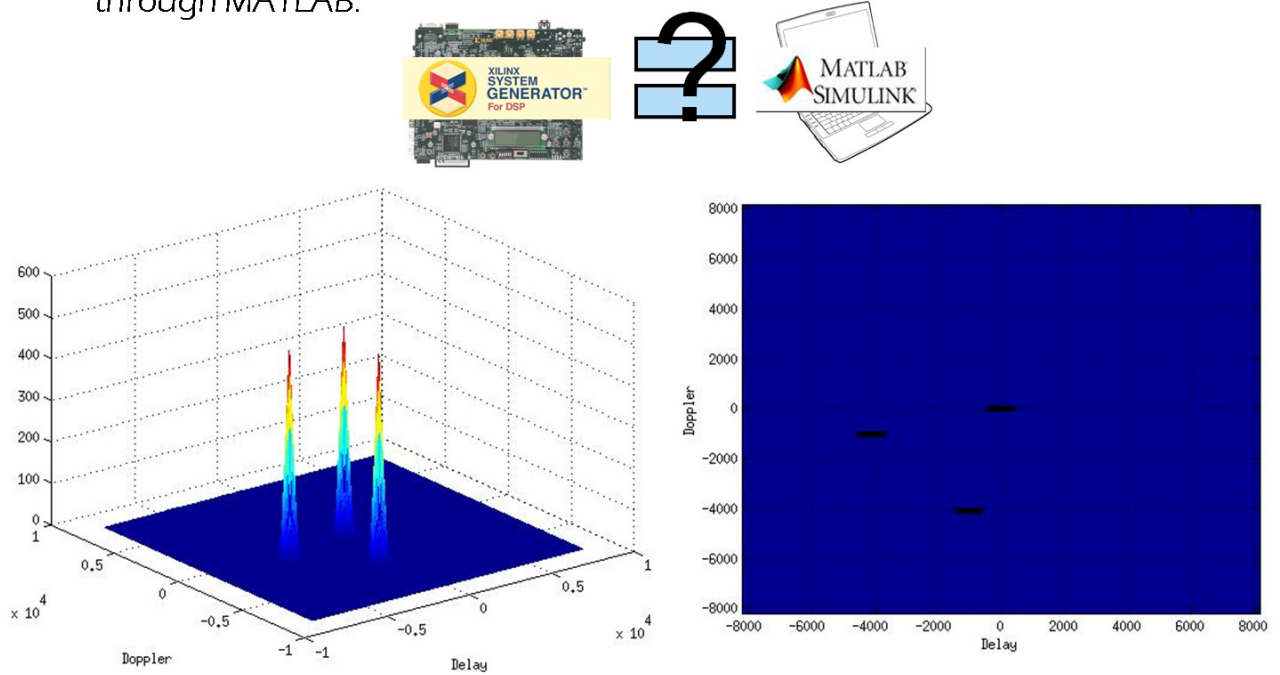 through MATLAB.
XILINX
SYSTEM
GENERATOR™
For DSP
?
MATLAB
SIMULINK®
600
500
400
300
200
100
0
1
0.5
0
-0.5
-1
x 10^4
Doppler
-1
-0.5
0
0.5
1
x 10^4
Delay
8000
6000
4000
2000
0
-2000
-4000
-6000
-8000
Doppler
-8000 -6000 -4000 -2000 0 2000 4000 6000 8000
Delay